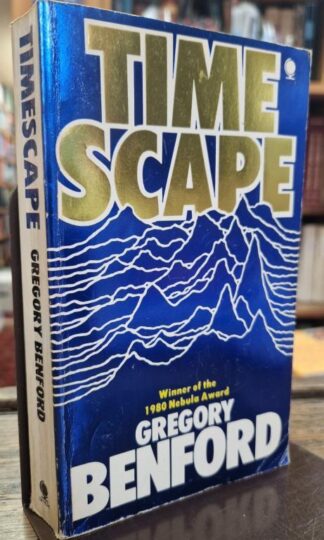 TIME
SCAPE
Winner of the
1980 Nebula Award
GREGORY
BENFORD
TIMESCAPE GREGORY BENFORD